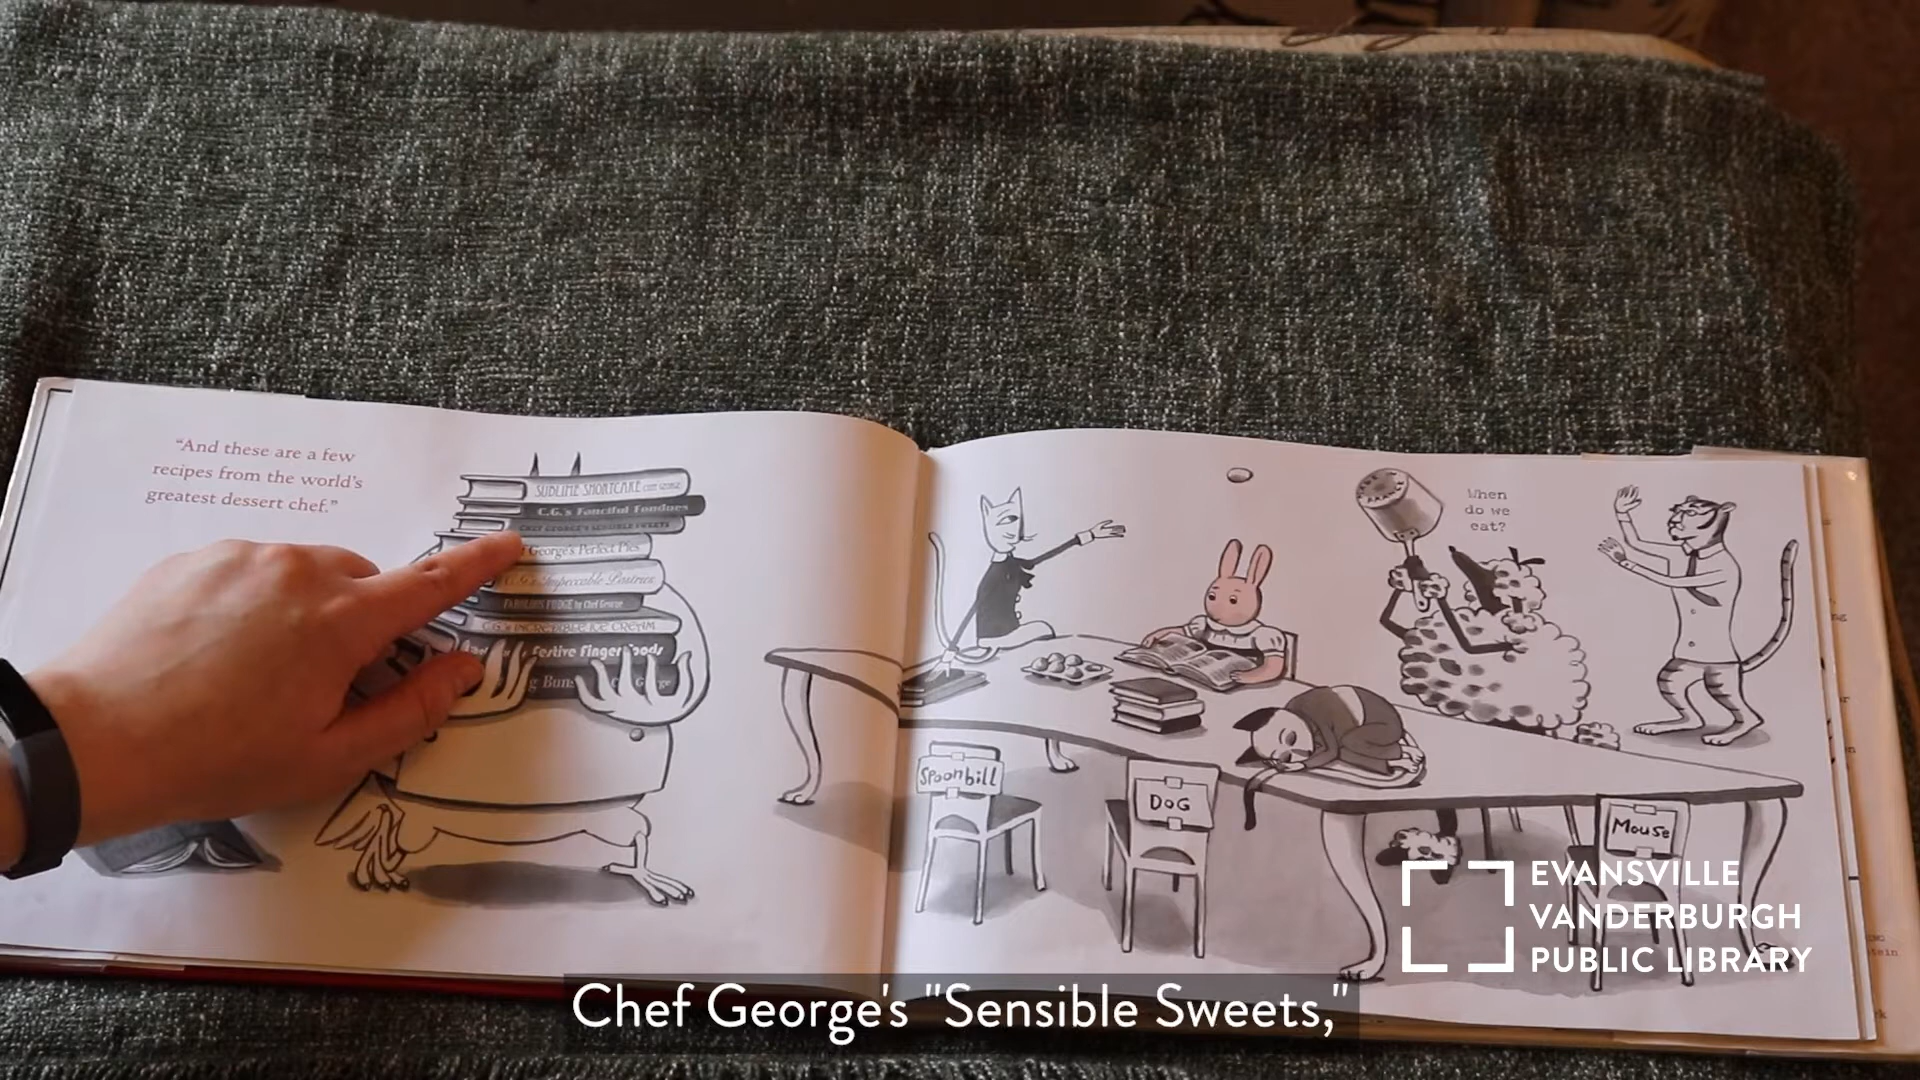 “And these are a few
recipes from the world’s
greatest dessert chef.”
SUBLIME SHORTCAKE CHEF GEORGE
C.G.'s Fanciful Fondues
CHEF GEORGE'S SENSIBLE SWEETS
George's Perfect Pies
C.G.'s Impeccable Pastries
FABULOUS FUDGE by Chef George
C.G.'s INCREDIBLE ICE CREAM
Festive Finger Foods
When
do we
eat?
Spoonbill
DOG
Mouse
EVANSVILLE
VANDERBURGH
PUBLIC LIBRARY
Chef George's "Sensible Sweets,"